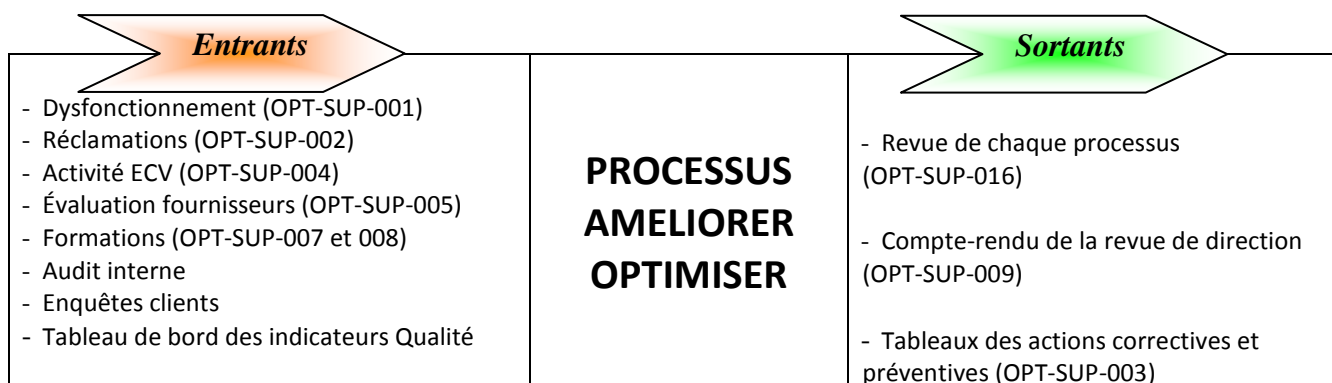 Entrants
- Dysfonctionnement (OPT-SUP-001)
- Réclamations (OPT-SUP-002)
- Activité ECV (OPT-SUP-004)
- Évaluation fournisseurs (OPT-SUP-005)
- Formations (OPT-SUP-007 et 008)
- Audit interne
- Enquêtes clients
- Tableau de bord des indicateurs Qualité
PROCESSUS
AMELIORER
OPTIMISER
Sortants
- Revue de chaque processus
(OPT-SUP-016)
- Compte-rendu de la revue de direction
(OPT-SUP-009)
- Tableaux des actions correctives et
préventives (OPT-SUP-003)